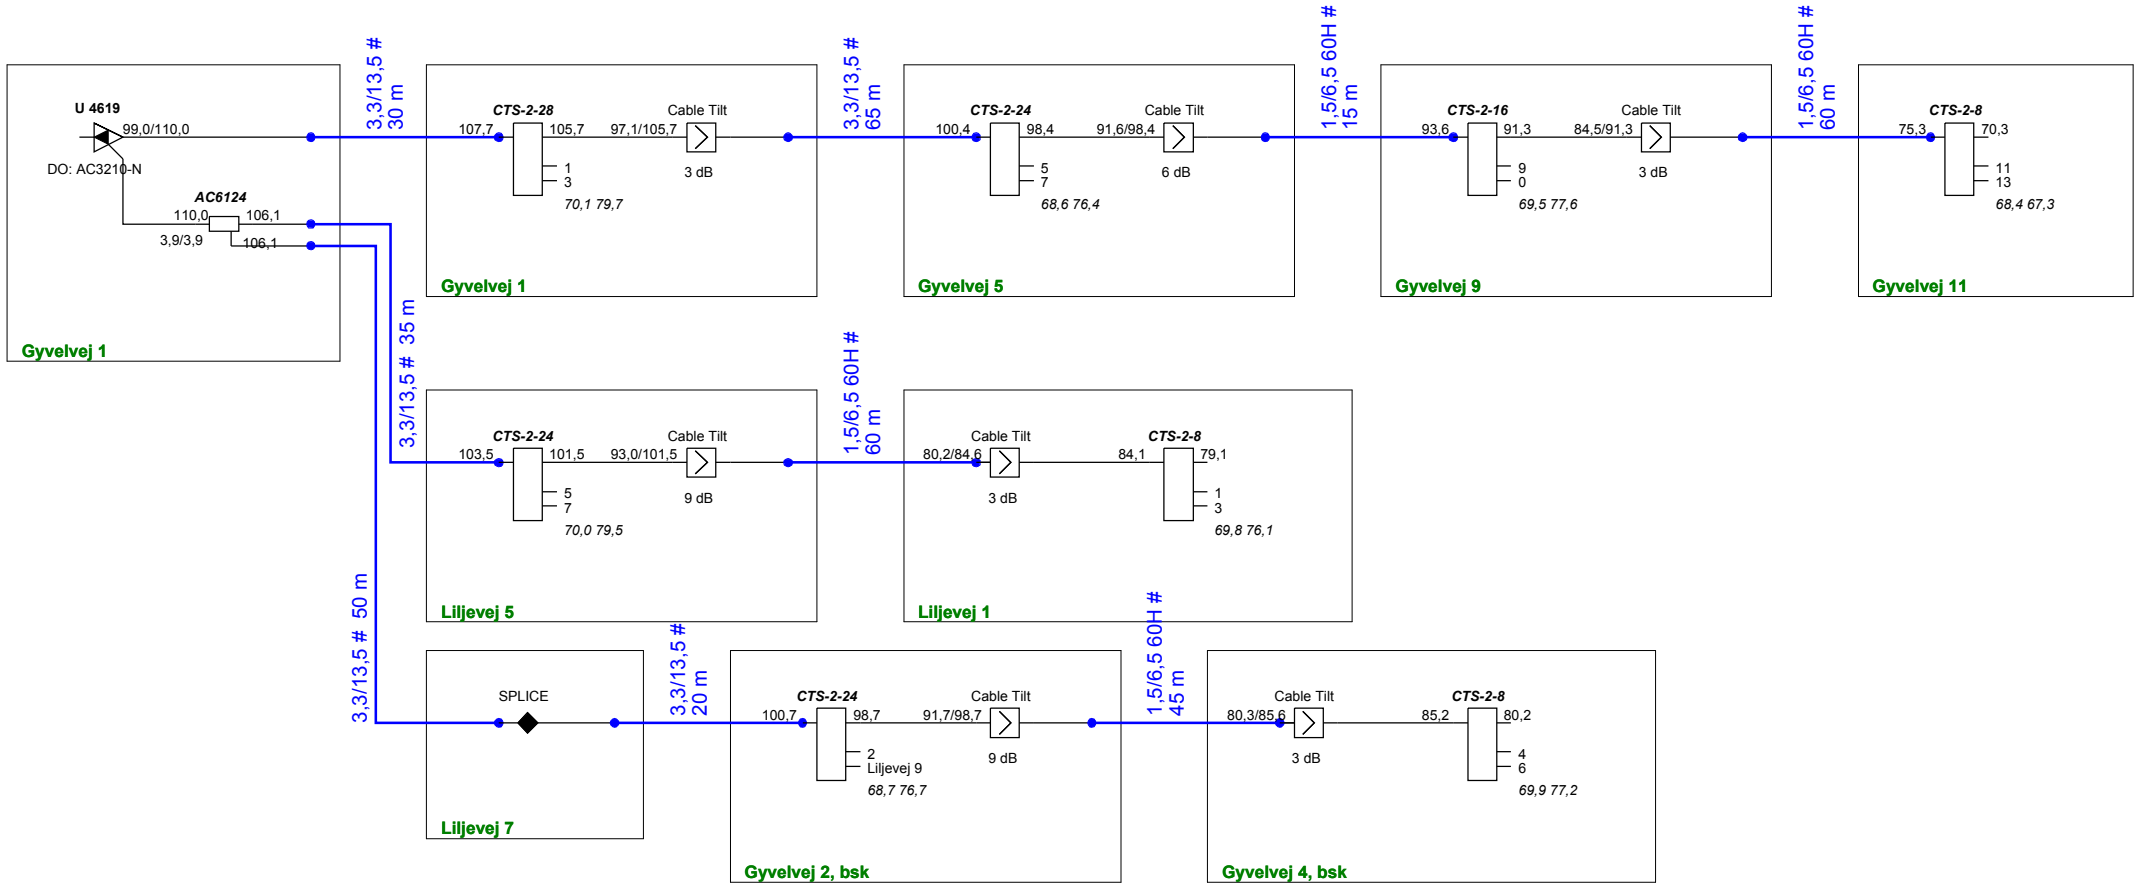 U 4619
99,0/110,0
DO: AC3210-N
AC6124
110,0
106,1
3,9/3,9
106,1
Gyvelvej 1
3,3/13,5 #
30 m
CTS-2-28
Cable Tilt
107,7
105,7
97,1/105,7
1
3
3 dB
70,1 79,7
Gyvelvej 1
3,3/13,5 #
65 m
CTS-2-24
Cable Tilt
100,4
98,4
91,6/98,4
5
7
6 dB
68,6 76,4
Gyvelvej 5
1,5/6,5 60H #
15 m
CTS-2-16
Cable Tilt
93,6
91,3
84,5/91,3
9
0
3 dB
69,5 77,6
Gyvelvej 9
1,5/6,5 60H #
60 m
CTS-2-8
75,3
70,3
11
13
68,4 67,3
Gyvelvej 11
3,3/13,5 # 35 m
CTS-2-24
Cable Tilt
103,5
101,5
93,0/101,5
5
7
9 dB
70,0 79,5
Liljevej 5
1,5/6,5 60H #
60 m
Cable Tilt
CTS-2-8
80,2/84,6
84,1
79,1
3 dB
1
3
69,8 76,1
Liljevej 1
3,3/13,5 # 50 m
SPLICE
Liljevej 7
3,3/13,5 #
20 m
CTS-2-24
Cable Tilt
100,7
98,7
91,7/98,7
2
Liljevej 9
9 dB
68,7 76,7
Gyvelvej 2, bsk
1,5/6,5 60H #
45 m
Cable Tilt
CTS-2-8
80,3/85,6
85,2
80,2
3 dB
4
6
69,9 77,2
Gyvelvej 4, bsk